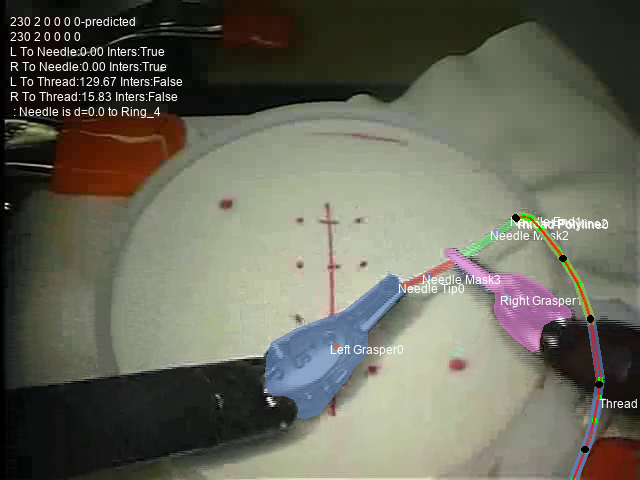 230 2 0 0 0 0-predicted
230 2 0 0 0 0
L To Needle:0.00 Inters:True
R To Needle:0.00 Inters:True
L To Thread:129.67 Inters:False
R To Thread:15.83 Inters:False
: Needle is d=0.0 to Ring_4
Thread Polyline0
Needle Mask2
Needle Mask3
Needle Tip0
Right Grasper1
Left Grasper0
Thread